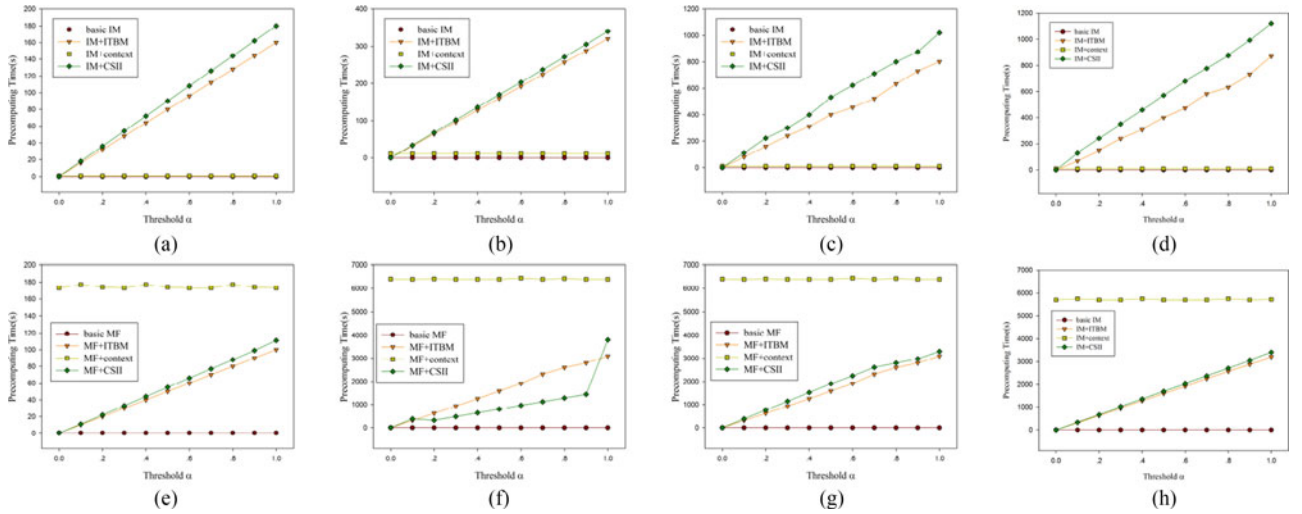 200
180
160
140
120
100
80
60
40
20
0
Precomputing Time(s)
basic IM
IM+ITBM
IM+context
IM+CSII
0.0 .2 .4 .6 .8 1.0
Threshold α
(a)
400
300
200
100
0
Precomputing Time(s)
basic IM
IM+ITBM
IM+context
IM+CSII
0.0 .2 .4 .6 .8 1.0
Threshold α
(b)
1200
1000
800
600
400
200
0
Precomputing Time(s)
basic IM
IM+ITBM
IM+context
IM+CSII
0.0 .2 .4 .6 .8 1.0
Threshold α
(c)
1200
1000
800
600
400
200
0
Precomputing Time(s)
basic IM
IM+ITBM
IM+context
IM+CSII
0.0 .2 .4 .6 .8 1.0
Threshold α
(d)
200
180
160
140
120
100
80
60
40
20
0
Precomputing Time(s)
basic MF
MF+ITBM
MF+context
MF+CSII
0.0 .2 .4 .6 .8 1.0
Threshold α
(e)
7000
6000
5000
4000
3000
2000
1000
0
Precomputing Time(s)
basic MF
MF+ITBM
MF+context
MF+CSII
0.0 .2 .4 .6 .8 1.0
Threshold α
(f)
7000
6000
5000
4000
3000
2000
1000
0
Precomputing Time(s)
basic MF
MF+ITBM
MF+context
MF+CSII
0.0 .2 .4 .6 .8 1.0
Threshold α
(g)
7000
6000
5000
4000
3000
2000
1000
0
Precomputing Time(s)
basic IM
IM+ITBM
IM+context
IM+CSII
0.0 .2 .4 .6 .8 1.0
Threshold α
(h)